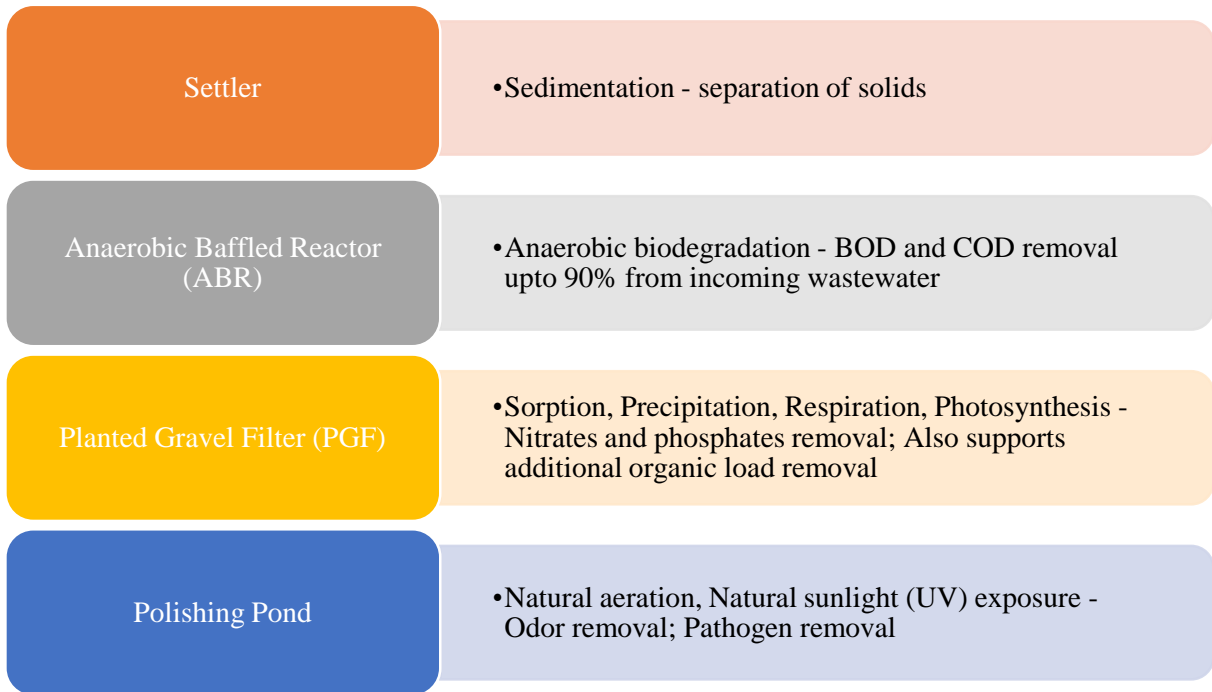 Settler
•Sedimentation - separation of solids
Anaerobic Baffled Reactor
(ABR)
•Anaerobic biodegradation - BOD and COD removal
upto 90% from incoming wastewater
Planted Gravel Filter (PGF)
•Sorption, Precipitation, Respiration, Photosynthesis -
Nitrates and phosphates removal; Also supports
additional organic load removal
Polishing Pond
•Natural aeration, Natural sunlight (UV) exposure -
Odor removal; Pathogen removal